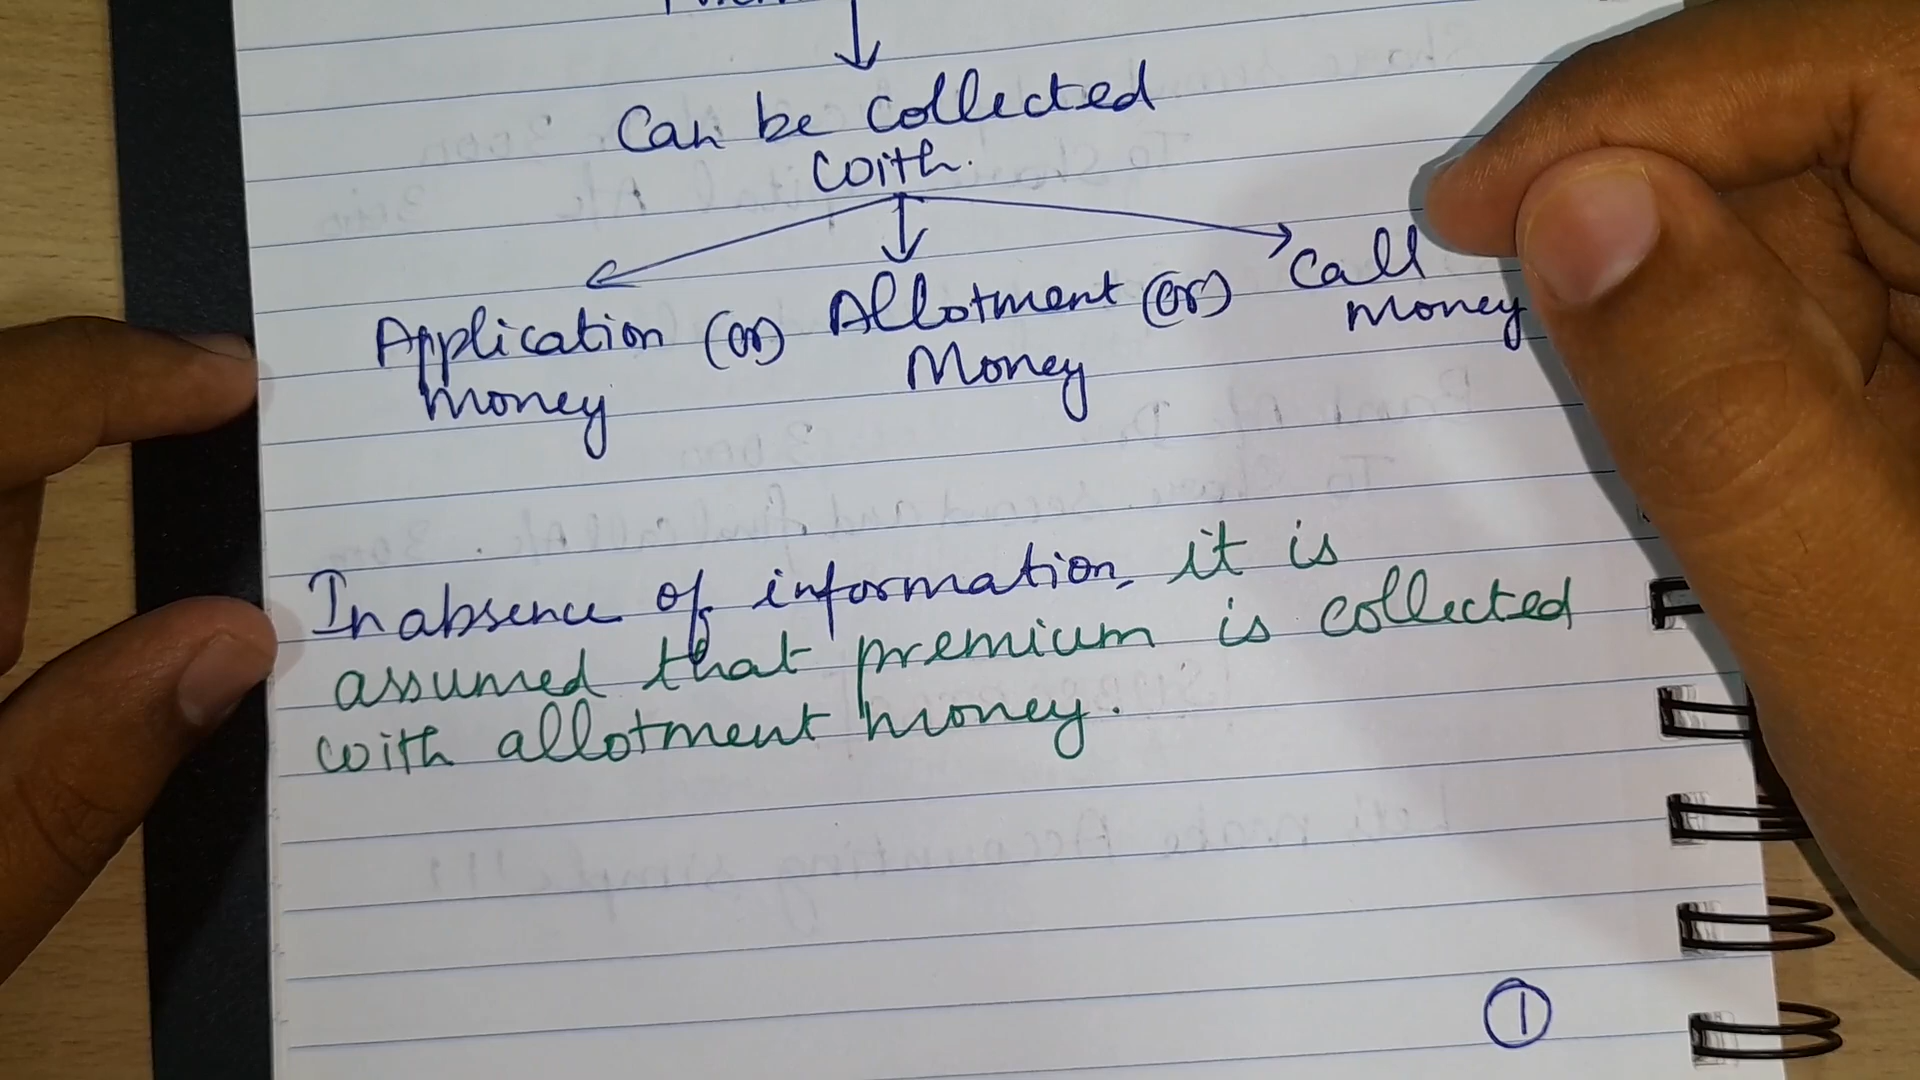 Can be collected
with.
Application (or) Allotment (or) Call
money Money money
In absence of information, it is
assumed that premium is collected
with allotment money.
1